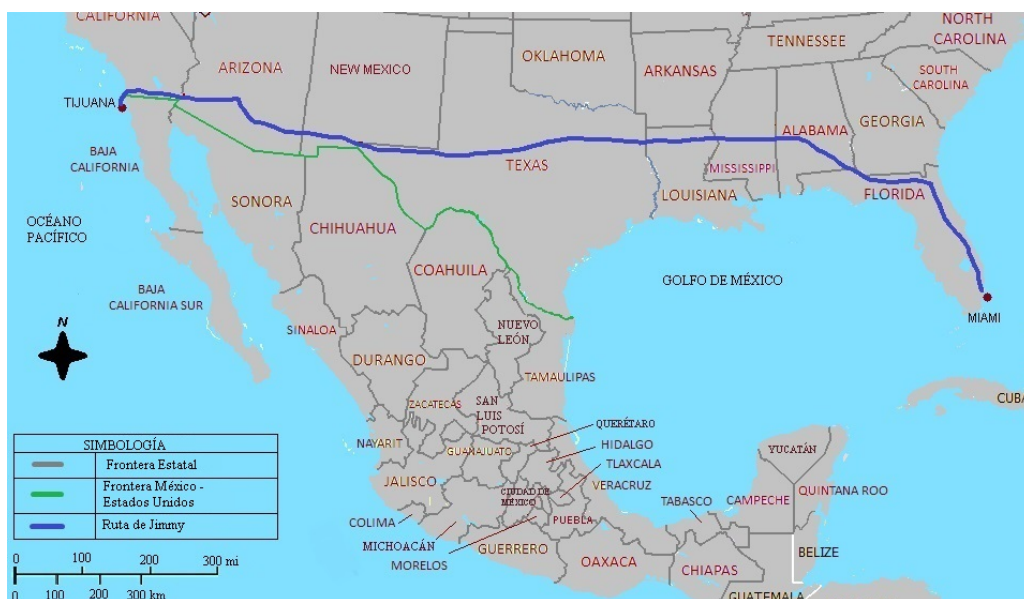 CALIFORNIA
NORTH
CAROLINA
TENNESSEE
OKLAHOMA
ARIZONA
NEW MEXICO
ARKANSAS
SOUTH
CAROLINA
TIJUANA
ALABAMA
GEORGIA
BAJA
CALIFORNIA
TEXAS
MISSISSIPPI
SONORA
LOUISIANA
FLORIDA
OCÉANO
PACÍFICO
CHIHUAHUA
COAHUILA
GOLFO DE MÉXICO
BAJA
CALIFORNIA SUR
MIAMI
N
SINALOA
NUEVO
LEÓN
DURANGO
TAMAULIPAS
CUBA
ZACATECAS
SAN
LUIS
POTOSÍ
QUERÉTARO
NAYARIT
GUANAJUATO
HIDALGO
YUCATÁN
TLAXCALA
JALISCO
VERACRUZ
CIUDAD DE
MÉXICO
TABASCO
CAMPECHE
QUINTANA ROO
COLIMA
PUEBLA
MICHOACÁN
GUERRERO
MORELOS
OAXACA
CHIAPAS
BELIZE
GUATEMALA
SIMBOLOGÍA
Frontera Estatal
Frontera México -
Estados Unidos
Ruta de Jimmy
0 100 200 300 mi
0 100 200 300 km